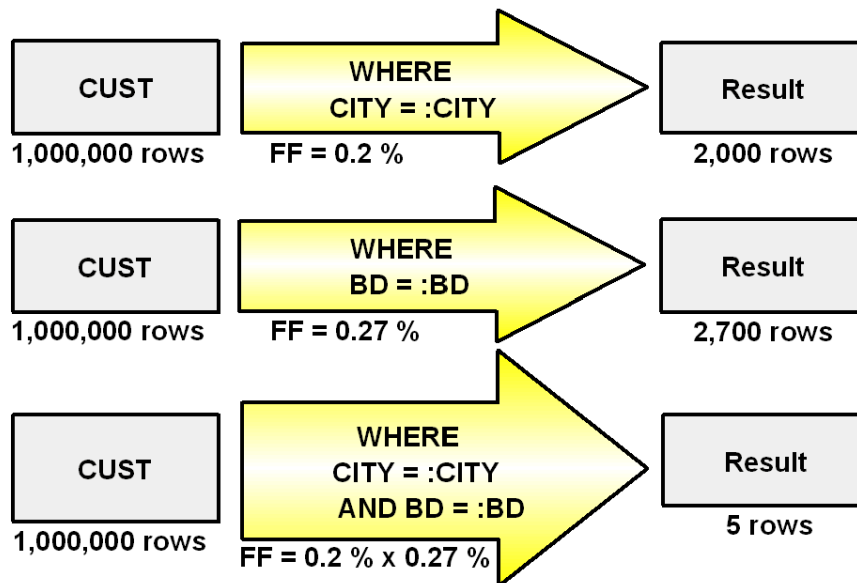 CUST
WHERE
CITY = :CITY
Result
1,000,000 rows
FF = 0.2 %
2,000 rows
CUST
WHERE
BD = :BD
Result
1,000,000 rows
FF = 0.27 %
2,700 rows
CUST
WHERE
CITY = :CITY
AND BD = :BD
Result
5 rows
1,000,000 rows
FF = 0.2 % x 0.27 %